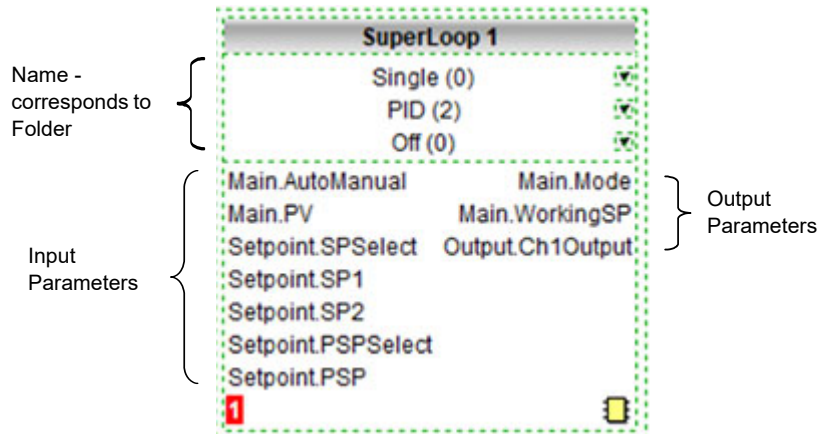 SuperLoop 1
Name -
corresponds to
Folder
Single (0)
PID (2)
Off (0)
Input
Parameters
Main.AutoManual
Main.PV
Setpoint.SPSelect
Setpoint.SP1
Setpoint.SP2
Setpoint.PSPSelect
Setpoint.PSP
1
Main.Mode
Main.WorkingSP
Output.Ch1Output
Output
Parameters